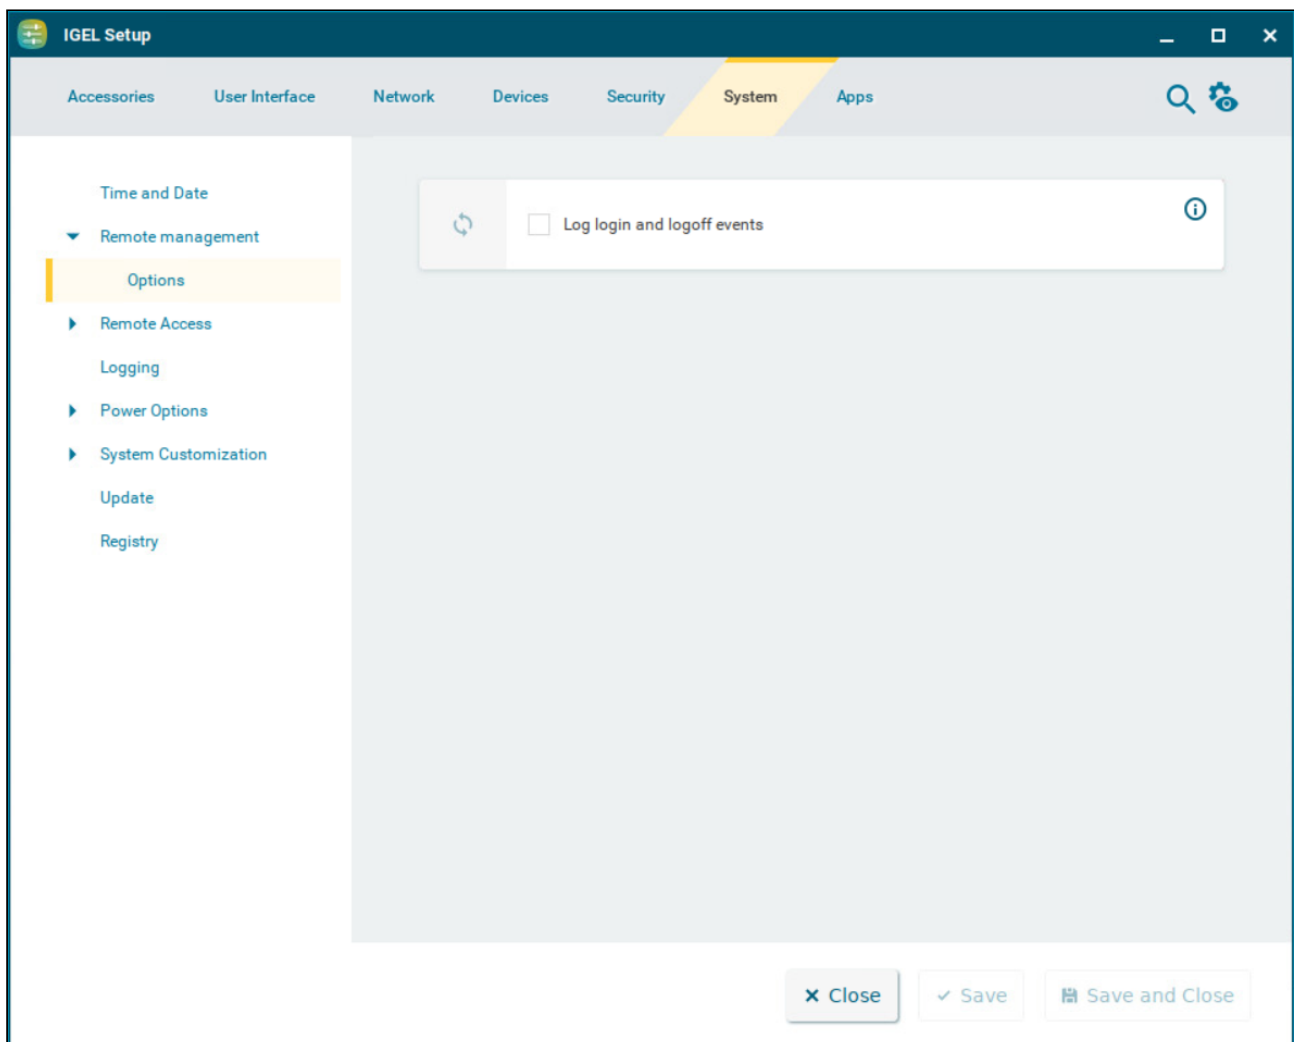 IGEL Setup
Accessories User Interface Network Devices Security System Apps
Time and Date
Remote management
Options
Remote Access
Logging
Power Options
System Customization
Update
Registry
Log login and logoff events
Close Save Save and Close